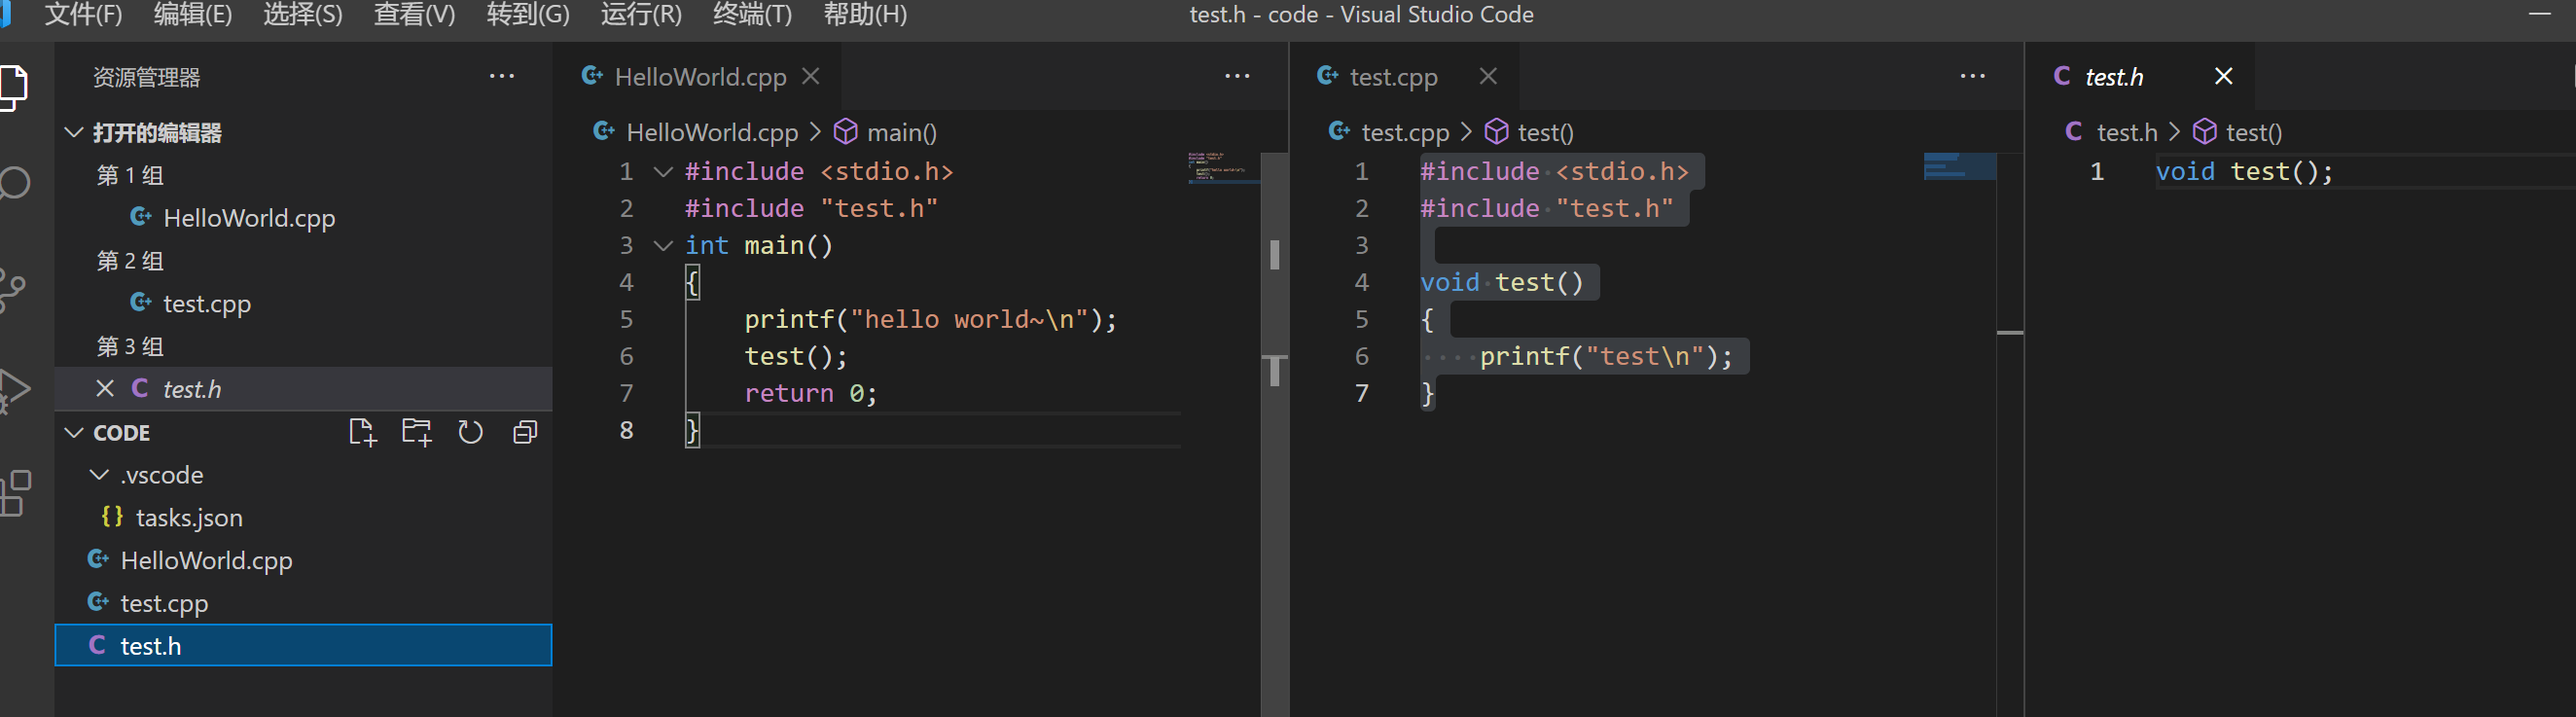 文件(F) 编辑(E) 选择(S) 查看(V) 转到(G) 运行(R) 终端(T) 帮助(H) test.h - code - Visual Studio Code
资源管理器
打开的编辑器
第 1 组
HelloWorld.cpp
第 2 组
test.cpp
第 3 组
test.h
CODE
.vscode
{} tasks.json
HelloWorld.cpp
test.cpp
test.h
HelloWorld.cpp
HelloWorld.cpp > main()
1 #include <stdio.h>
2 #include "test.h"
3 int main()
4 {
5 printf("hello world~\n");
6 test();
7 return 0;
8 }
test.cpp
test.cpp > test()
1 #include <stdio.h>
2 #include "test.h"
3
4 void test()
5 {
6 printf("test\n");
7 }
C test.h
C test.h > test()
1 void test();